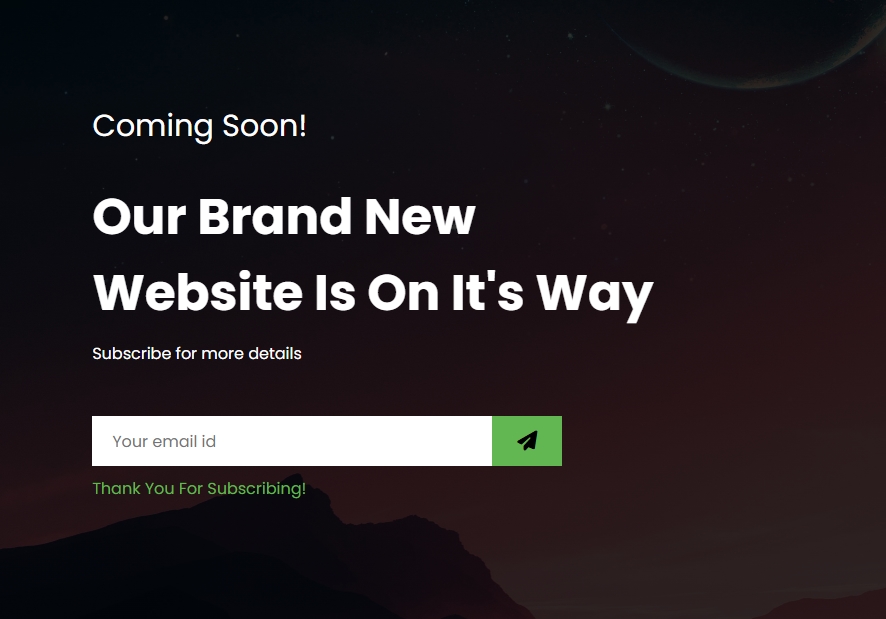 Coming Soon!
Our Brand New
Website Is On It's Way
Subscribe for more details
Your email id
Thank You For Subscribing!